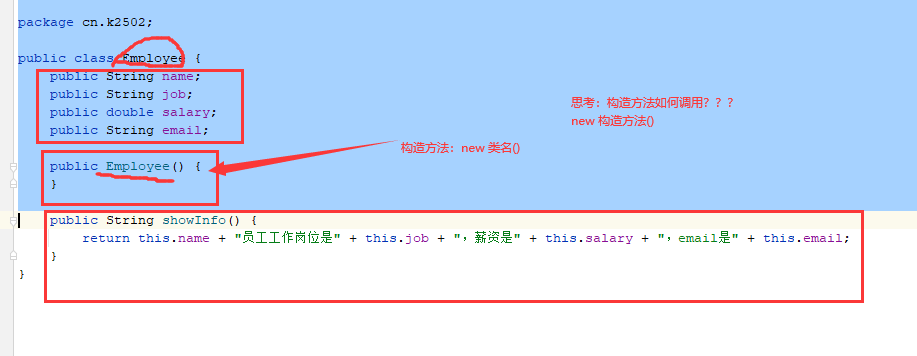 package cn.k2502;
public class Employee {
public String name;
public String job;
public double salary;
public String email;
思考：构造方法如何调用？？？
new 构造方法()
构造方法：new 类名()
public Employee() {
}
public String showInfo() {
return this.name + "员工工作岗位是" + this.job + "，薪资是" + this.salary + "，email是" + this.email;
}
}